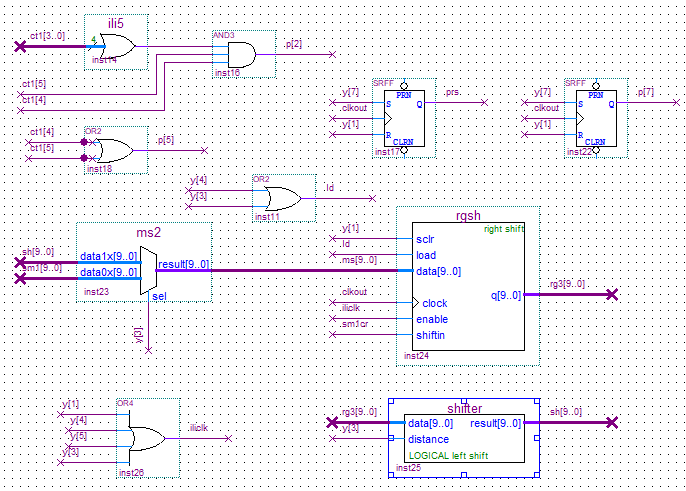 ili5
ct1[3..0]
4
inst14
AND3
p[2]
inst16
ct1[5]
ct1[4]
SRFF
y[7]
S
PRN
Q
prs
clkout
y[1]
R
CLRN
inst17
SRFF
y[7]
S
PRN
Q
p[7]
clkout
y[1]
R
CLRN
inst22
ct1[4]
OR2
p[5]
ct1[5]
inst18
y[4]
OR2
ld
y[3]
inst11
ms2
sh[9..0]
data1x[9..0]
result[9..0]
sm1[9..0]
data0x[9..0]
inst23
sel
y[3]
rgsh
right shift
y[1]
sclr
ld
load
ms[9..0]
data[9..0]
q[9..0]
rg3[9..0]
clkout
clock
iliclk
enable
sm1cr
shiftin
inst24
OR4
y[1]
y[4]
y[5]
y[3]
iliclk
inst26
shifter
rg3[9..0]
data[9..0]
result[9..0]
sh[9..0]
y[3]
distance
LOGICAL left shift
inst25